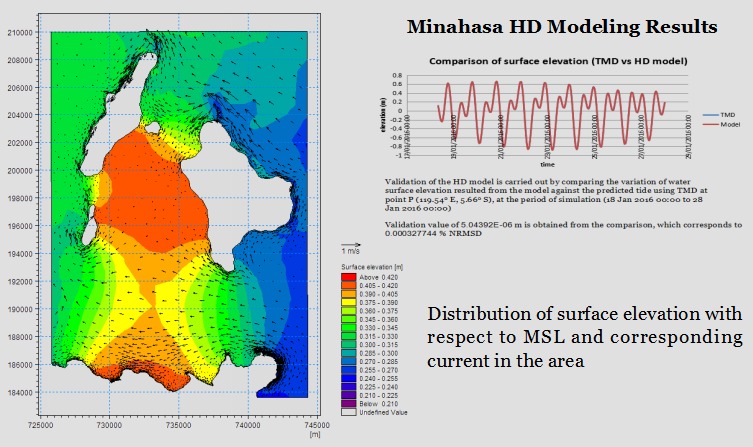 Minahasa HD Modeling Results
Comparison of surface elevation (TMD vs HD model)
elevation (m)
0.8
0.6
0.4
0.2
0
-0.2
-0.4
-0.6
-0.8
-1
17/01/2016 00:00
19/01/2016 00:00
21/01/2016 00:00
23/01/2016 00:00
25/01/2016 00:00
27/01/2016 00:00
29/01/2016 00:00
time
TMD
Model
Validation of the HD model is carried out by comparing the variation of water
surface elevation resulted from the model against the predicted tide using TMD at
point P (119.54° E, 5.66° S), at the period of simulation (18 Jan 2016 00:00 to 28
Jan 2016 00:00)
Validation value of 5.04392E-06 m is obtained from the comparison, which corresponds to
0.000327744 % NRMSD
210000
208000
206000
204000
202000
200000
198000
196000
194000
192000
190000
188000
186000
184000
725000
730000
735000
740000
745000
[m]
1 m/s
Surface elevation [m]
Above 0.420
0.405 - 0.420
0.390 - 0.405
0.375 - 0.390
0.360 - 0.375
0.345 - 0.360
0.330 - 0.345
0.315 - 0.330
0.300 - 0.315
0.285 - 0.300
0.270 - 0.285
0.255 - 0.270
0.240 - 0.255
0.225 - 0.240
0.210 - 0.225
Below 0.210
Undefined Value
Distribution of surface elevation with
respect to MSL and corresponding
current in the area